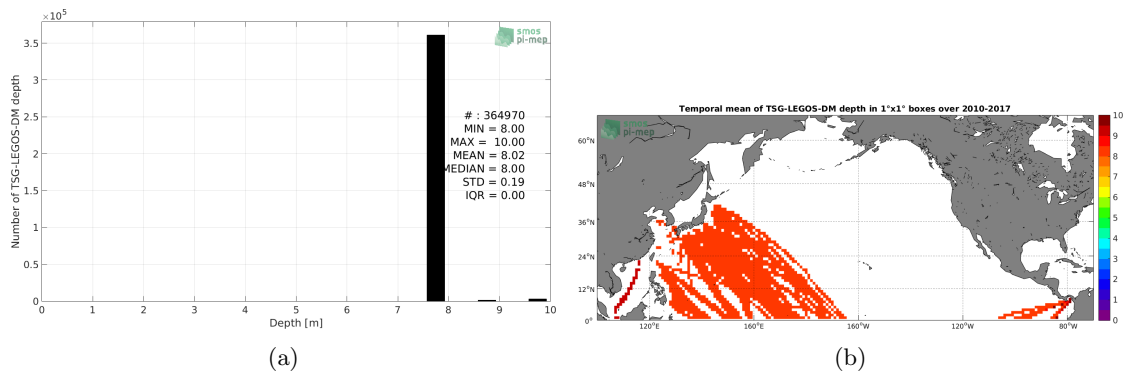 ×10⁵
smos
pi-mep
3.5
3
2.5
2
1.5
1
0.5
0
Number of TSG-LEGOS-DM depth
# : 364970
MIN = 8.00
MAX = 10.00
MEAN = 8.02
MEDIAN = 8.00
STD = 0.19
IQR = 0.00
0 1 2 3 4 5 6 7 8 9 10
Depth [m]
(a)
Temporal mean of TSG-LEGOS-DM depth in 1°x1° boxes over 2010-2017
smos
pi-mep
60°N
48°N
36°N
24°N
12°N
0°
120°E 160°E 160°W 120°W 80°W
10
9
8
7
6
5
4
3
2
1
0
(b)